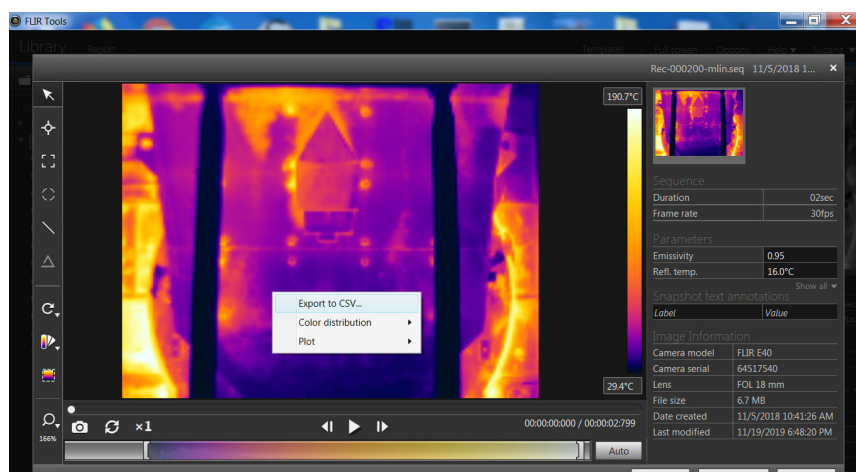 FLIR Tools
Library Report Templates Full screen Options Help Suzana
Rec-000200-mlin.seq 11/5/2018 1...
190.7°C
Sequence
Duration 02sec
Frame rate 30fps
Parameters
Emissivity 0.95
Refl. temp. 16.0°C
Show all
Snapshot text annotations
Label Value
Export to CSV...
Color distribution
Plot
Image Information
Camera model FLIR E40
Camera serial 64517540
Lens FOL 18 mm
29.4°C
File size 6.7 MB
Date created 11/5/2018 10:41:26 AM
Last modified 11/19/2019 6:48:20 PM
166%
×1
00:00:00:000 / 00:00:02:799
Auto